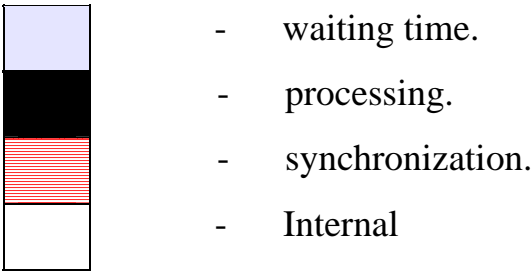 - waiting time.
- processing.
- synchronization.
- Internal